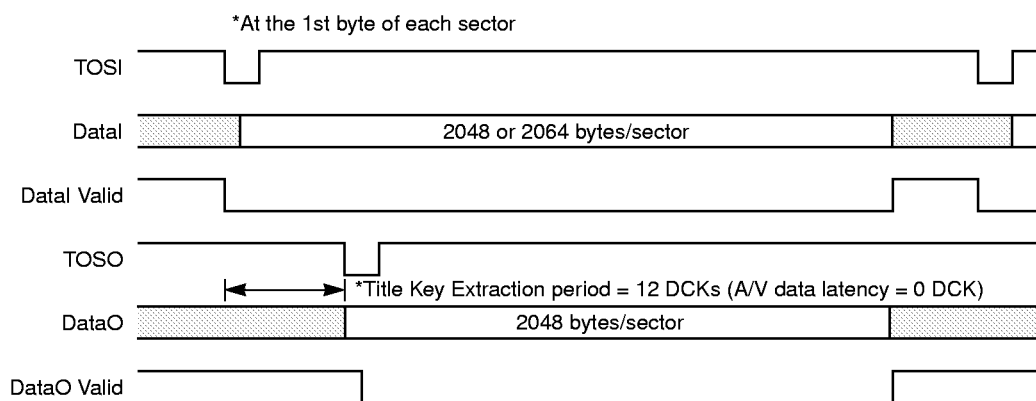 *At the 1st byte of each sector
TOSI
DataI
2048 or 2064 bytes/sector
DataI Valid
TOSO
*Title Key Extraction period = 12 DCKs (A/V data latency = 0 DCK)
DataO
2048 bytes/sector
DataO Valid